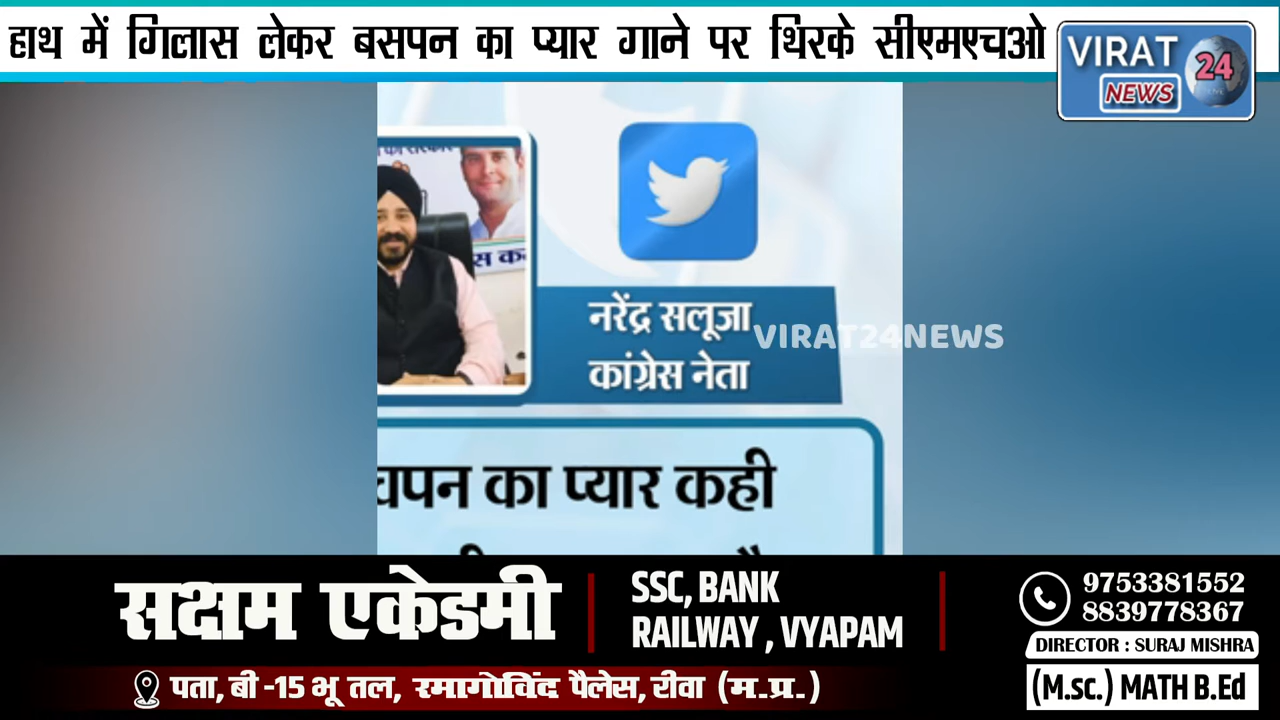 हाथ में गिलास लेकर बसपन का प्यार गाने पर थिरके सीएमएचओ
VIRAT
24
NEWS
नरेंद्र सलूजा
कांग्रेस नेता
VIRAT24NEWS
चपन का प्यार कही
सक्षम एकेडमी
SSC, BANK
RAILWAY , VYAPAM
9753381552
8839778367
DIRECTOR : SURAJ MISHRA
(M.sc.) MATH B.Ed
पता, बी -15 भू तल, रमागोविंद पैलेस, रीवा (म.प्र.)